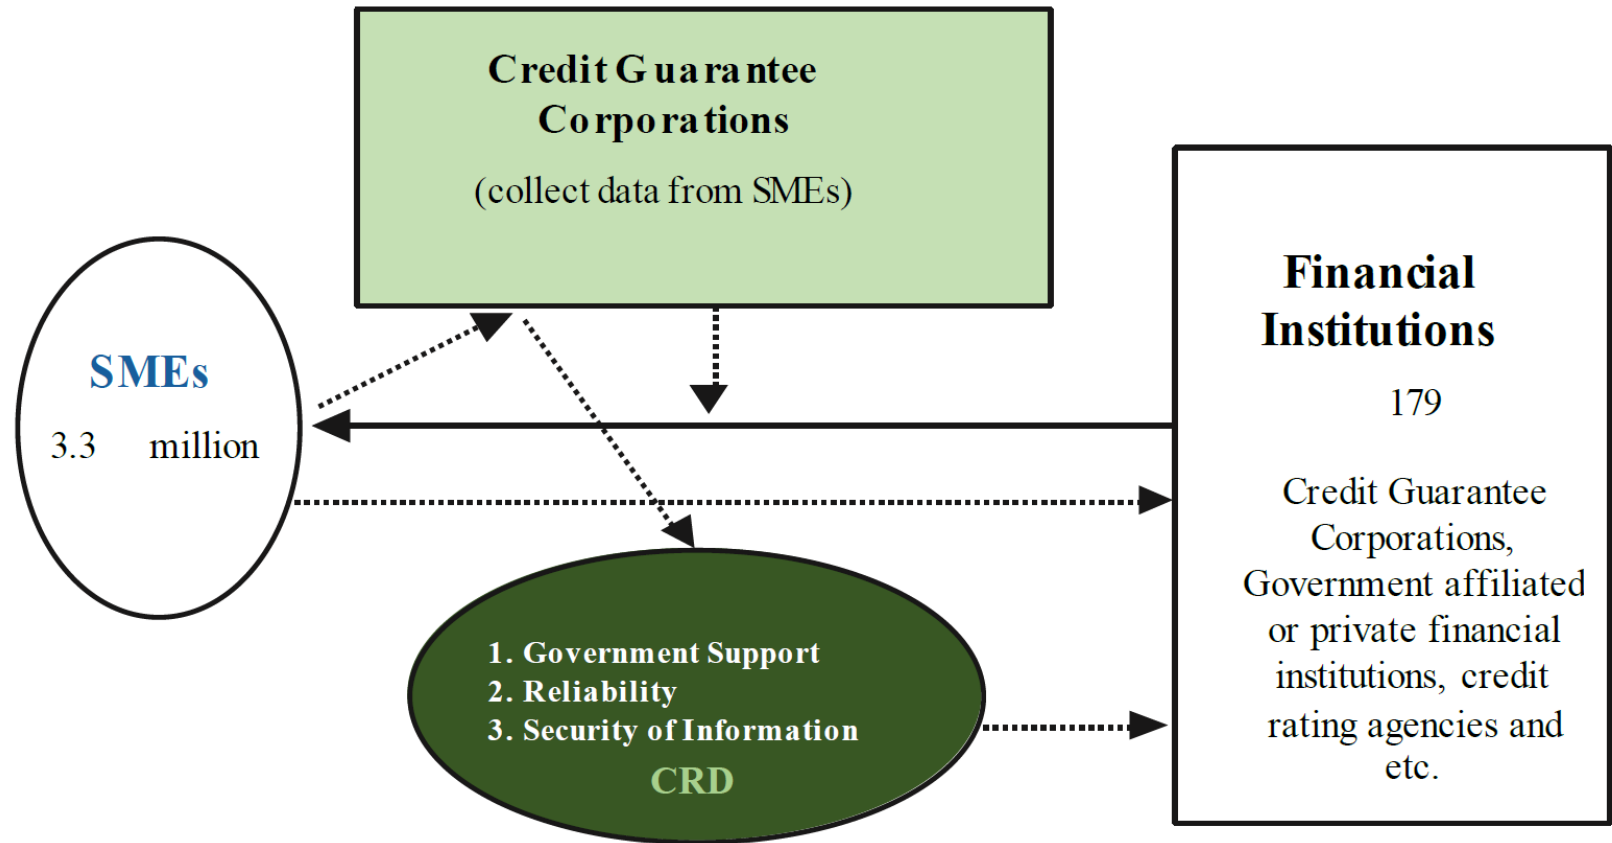 Credit Guarantee
Corporations
(collect data from SMEs)
SMEs
3.3 million
Financial
Institutions
179
Credit Guarantee
Corporations,
Government affiliated
or private financial
institutions, credit
rating agencies and
etc.
1. Government Support
2. Reliability
3. Security of Information
CRD